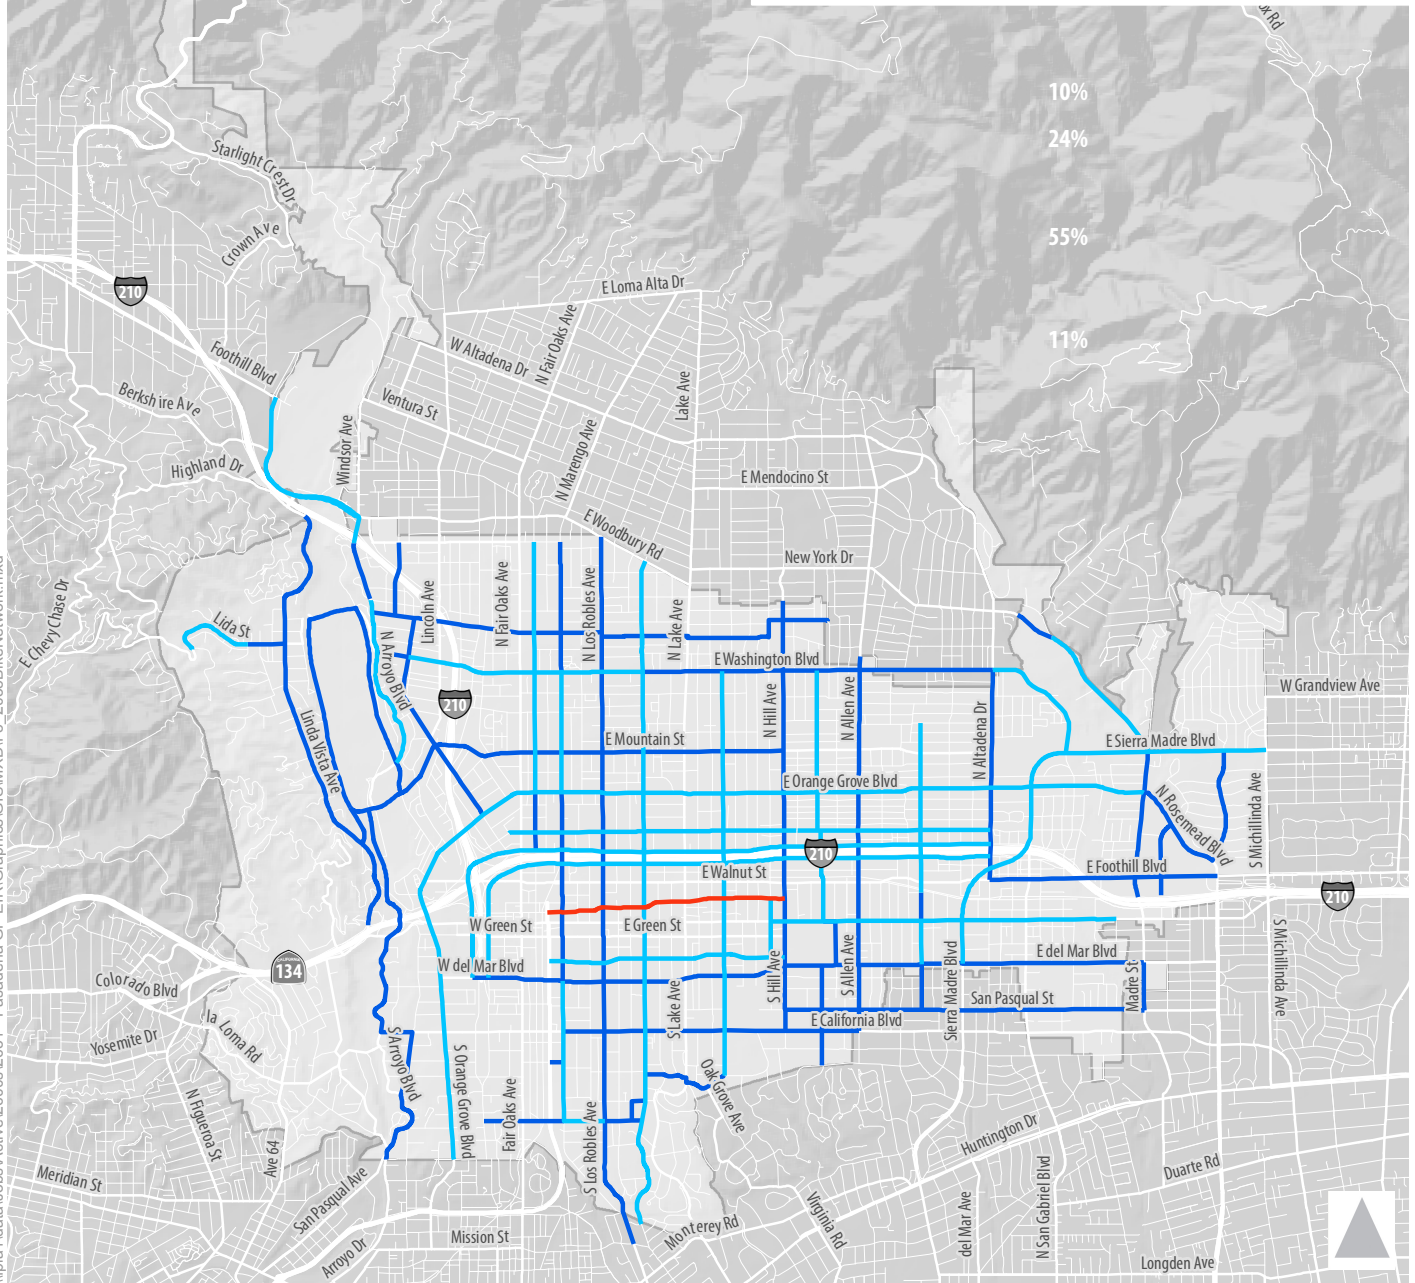 ox Rd
10%
24%
Starlight Crest Dr
Crown Ave
55%
210
E Loma Alta Dr
11%
Foothill Blvd
W Altadena Dr
N Fair Oaks Ave
Berkshire Ave
Ventura St
Lake Ave
Windsor Ave
Highland Dr
N Marengo Ave
E Mendocino St
E Woodbury Rd
New York Dr
E Chevy Chase Dr
Lida St
Lincoln Ave
N Fair Oaks Ave
N Los Robles Ave
N Lake Ave
E Washington Blvd
N Arroyo Blvd
210
N Hill Ave
N Allen Ave
N Altadena Dr
W Grandview Ave
Linda Vista Ave
E Mountain St
E Sierra Madre Blvd
E Orange Grove Blvd
N Rosemead Blvd
S Michillinda Ave
210
E Walnut St
E Foothill Blvd
210
W Green St
E Green St
W del Mar Blvd
134
CALIFORNIA
Colorado Blvd
S Hill Ave
S Allen Ave
Sierra Madre Blvd
E del Mar Blvd
Madre St
S Michillinda Ave
San Pasqual St
S Lake Ave
E California Blvd
la Loma Rd
Yosemite Dr
S Arroyo Blvd
S Orange Grove Blvd
Fair Oaks Ave
S Los Robles Ave
Oak Grove Ave
N Figueroa St
Ave 64
Huntington Dr
Meridian St
San Pasqual Ave
Duarte Rd
Arroyo Dr
Mission St
Monterey Rd
Virginia Rd
del Mar Ave
N San Gabriel Blvd
Longden Ave